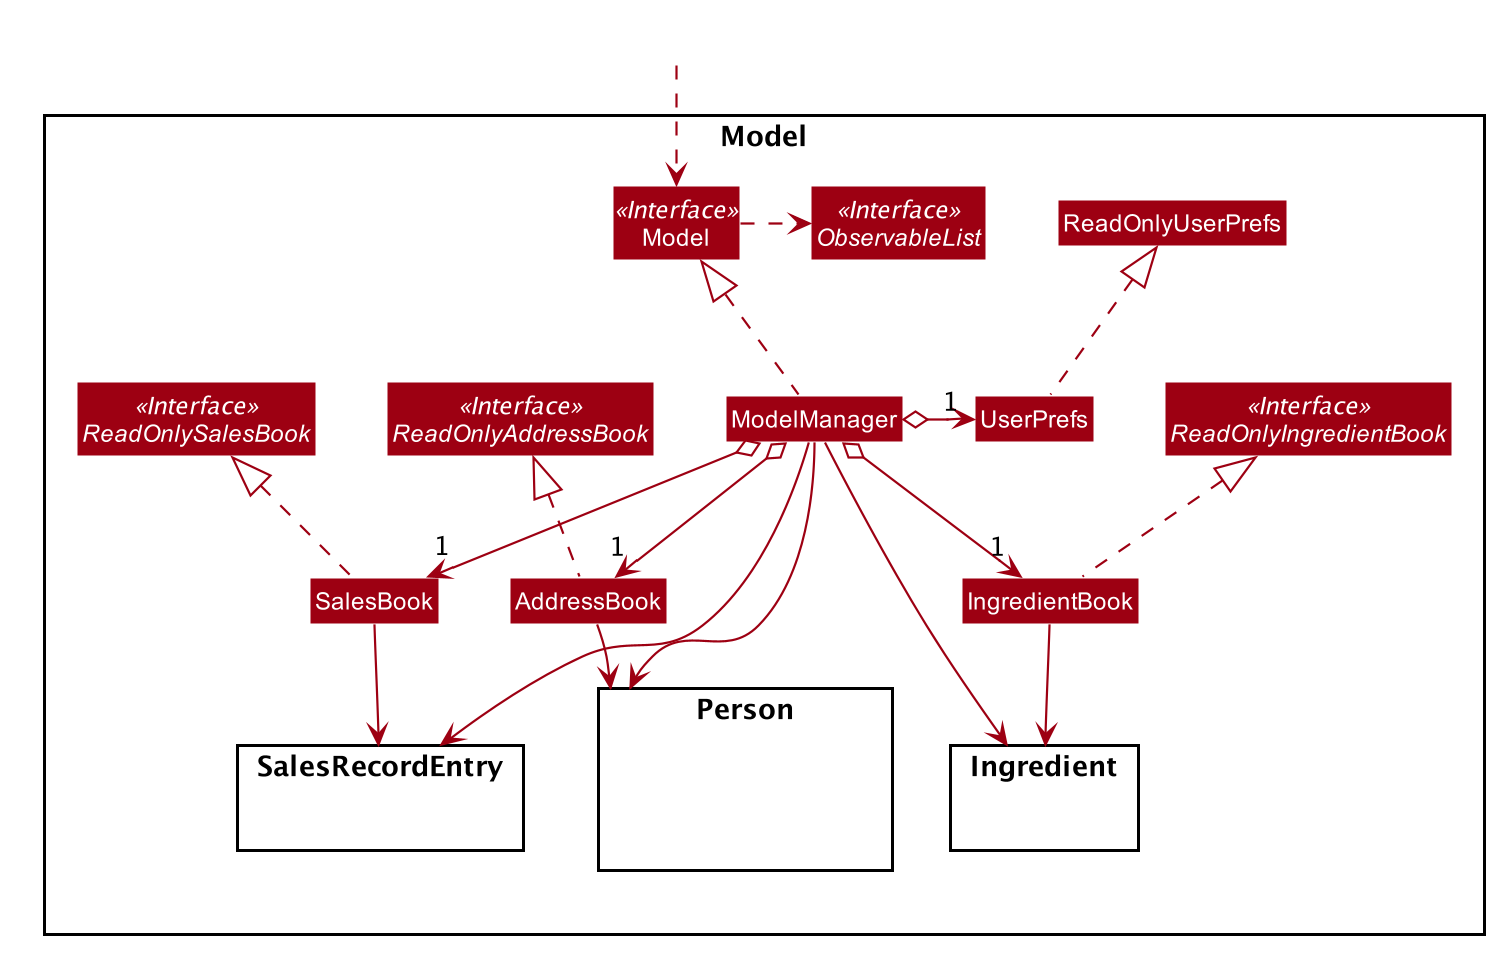 Model
«Interface»
Model
«Interface»
ObservableList
ReadOnlyUserPrefs
«Interface»
ReadOnlySalesBook
«Interface»
ReadOnlyAddressBook
ModelManager
1
UserPrefs
«Interface»
ReadOnlyIngredientBook
1
1
1
SalesBook
AddressBook
IngredientBook
Person
SalesRecordEntry
Ingredient